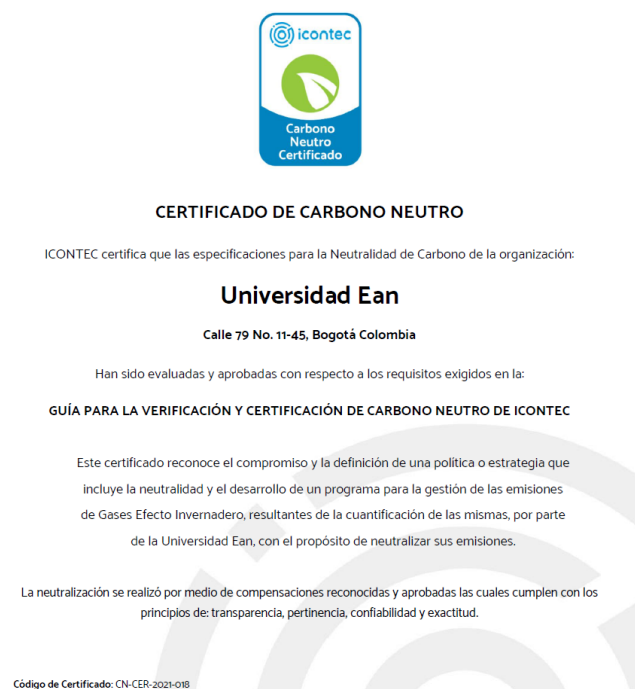 icontec
Carbono
Neutro
Certificado
CERTIFICADO DE CARBONO NEUTRO
ICONTEC certifica que las especificaciones para la Neutralidad de Carbono de la organización:
Universidad Ean
Calle 79 No. 11-45, Bogotá Colombia
Han sido evaluadas y aprobadas con respecto a los requisitos exigidos en la:
GUÍA PARA LA VERIFICACIÓN Y CERTIFICACIÓN DE CARBONO NEUTRO DE ICONTEC
Este certificado reconoce el compromiso y la definición de una política o estrategia que
incluye la neutralidad y el desarrollo de un programa para la gestión de las emisiones
de Gases Efecto Invernadero, resultantes de la cuantificación de las mismas, por parte
de la Universidad Ean, con el propósito de neutralizar sus emisiones.
La neutralización se realizó por medio de compensaciones reconocidas y aprobadas las cuales cumplen con los
principios de: transparencia, pertinencia, confiabilidad y exactitud.
Código de Certificado: CN-CER-2021-018